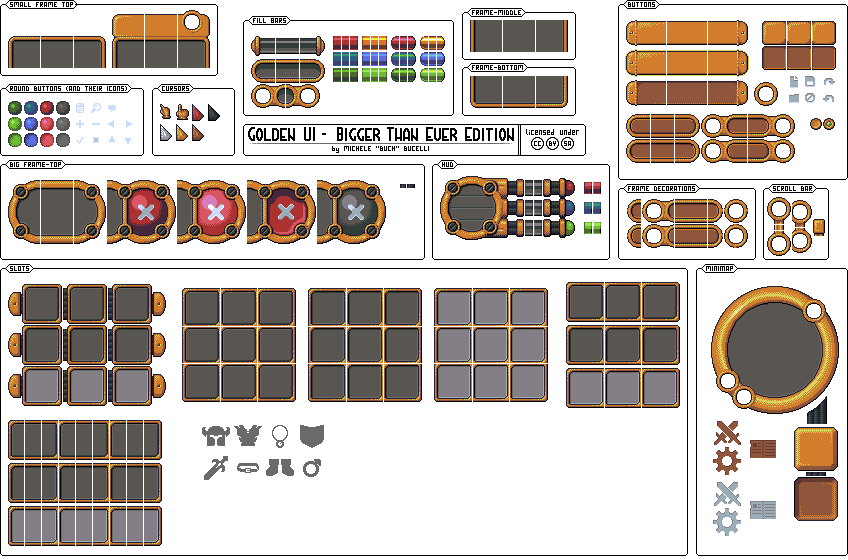 SMALL FRAME TOP
FILL BARS
FRAME-MIDDLE
BUTTONS
FRAME-BOTTOM
ROUND BUTTONS (AND THEIR ICONS)
CURSORS
GOLDEN UI - BIGGER THAN EVER EDITION
by MICHELE "BUCH" BUCELLI
licensed under
CC BY SA
BIG FRAME-TOP
HUD
FRAME DECORATIONS
SCROLL BAR
SLOTS
MINIMAP